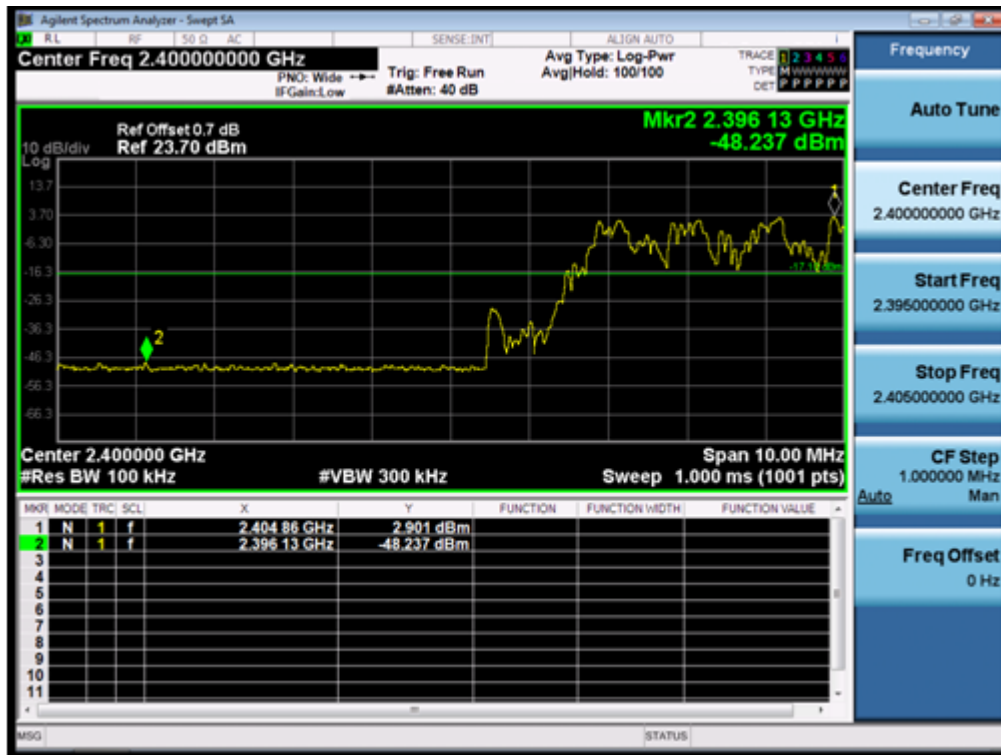 Agilent Spectrum Analyzer - Swept SA
RL RF 50 Ω AC SENSE:INT ALIGN AUTO
Center Freq 2.400000000 GHz
PNO: Wide
IFGain:Low
Trig: Free Run
#Atten: 40 dB
Avg Type: Log-Pwr
Avg|Hold: 100/100
TRACE 1 2 3 4 5 6
TYPE M WWWWW
DET P P P P P P
Ref Offset 0.7 dB
Ref 23.70 dBm
10 dB/div
Log
Mkr2 2.396 13 GHz
-48.237 dBm
13.7
3.70
-6.30
-16.3
-26.3
-36.3
-46.3
-56.3
-66.3
1
2
Center 2.400000 GHz
#Res BW 100 kHz
#VBW 300 kHz
Span 10.00 MHz
Sweep 1.000 ms (1001 pts)
MKR MODE TRC SCL X Y FUNCTION FUNCTION WIDTH FUNCTION VALUE
1 N 1 f 2.404 86 GHz 2.901 dBm
2 N 1 f 2.396 13 GHz -48.237 dBm
3
4
5
6
7
8
9
10
11
MSG STATUS
Frequency
Auto Tune
Center Freq
2.400000000 GHz
Start Freq
2.395000000 GHz
Stop Freq
2.405000000 GHz
CF Step
1.000000 MHz
Auto Man
Freq Offset
0 Hz